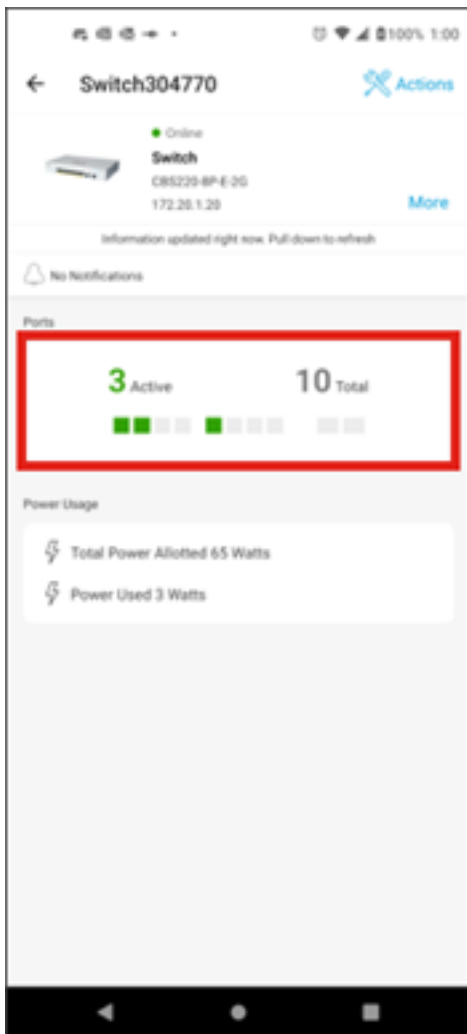 100% 1:00
Switch304770
Actions
Online
Switch
CBS220-8P-E-2G
172.20.1.20
More
Information updated right now. Pull down to refresh
No Notifications
Ports
3 Active
10 Total
Power Usage
Total Power Allotted 65 Watts
Power Used 3 Watts